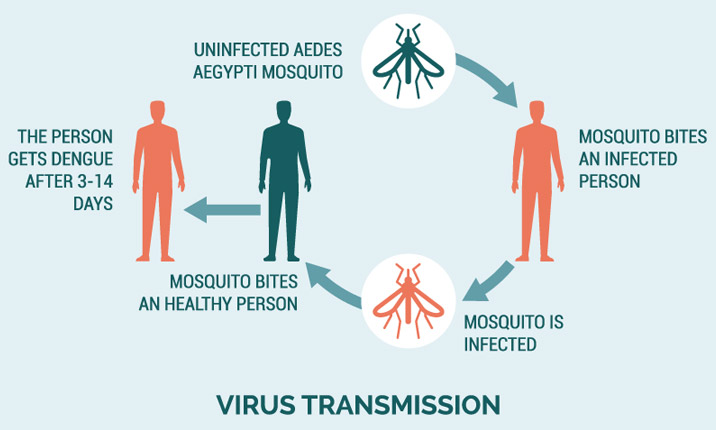 UNINFECTED AEDES
AEGYPTI MOSQUITO
MOSQUITO BITES
AN INFECTED
PERSON
MOSQUITO IS
INFECTED
MOSQUITO BITES
AN HEALTHY PERSON
THE PERSON
GETS DENGUE
AFTER 3-14
DAYS
VIRUS TRANSMISSION